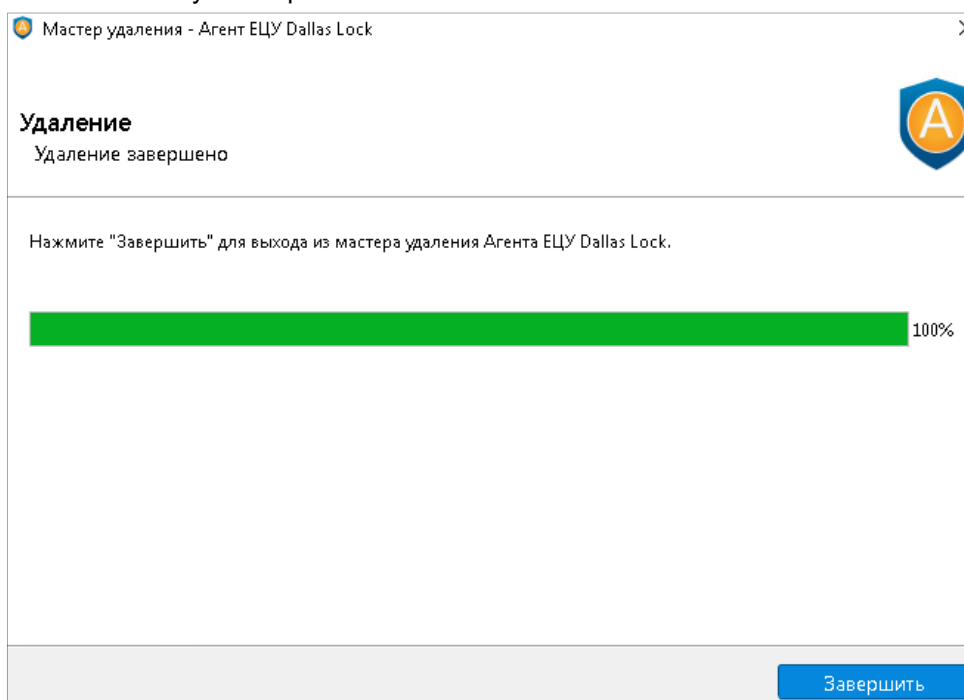 Мастер удаления - Агент ЕЦУ Dallas Lock
A
Удаление
Удаление завершено
Нажмите "Завершить" для выхода из мастера удаления Агента ЕЦУ Dallas Lock.
100%
Завершить